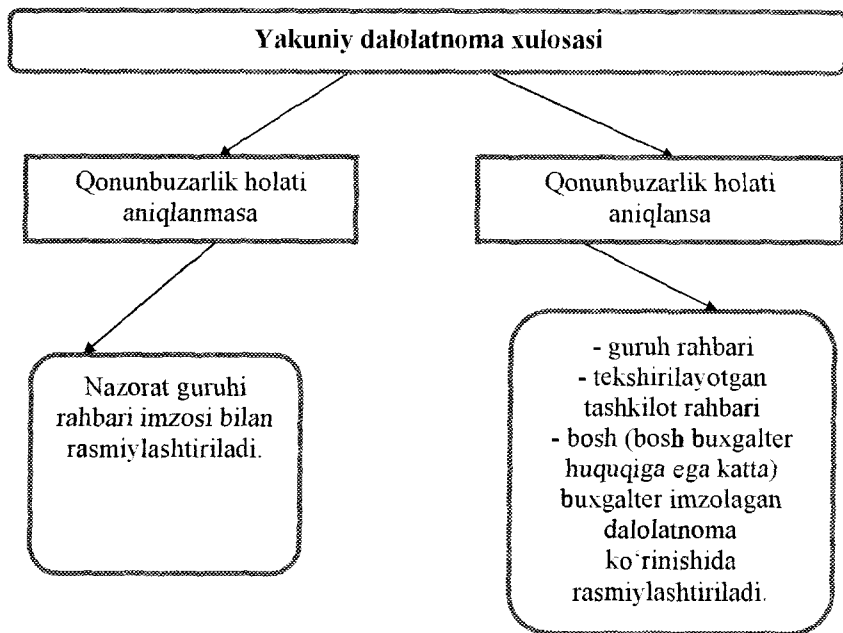 Yakuniy dalolatnoma xulosasi
Qonunbuzarlik holati
aniqlanmasa
Qonunbuzarlik holati
aniqlansa
Nazorat guruhi
rahbari imzosi bilan
rasmiylashtiriladi.
- guruh rahbari
- tekshirilayotgan
tashkilot rahbari
- bosh (bosh buxgalter
huquqiga ega katta)
buxgalter imzolagan
dalolatnoma
ko‘rinishida
rasmiylashtiriladi.